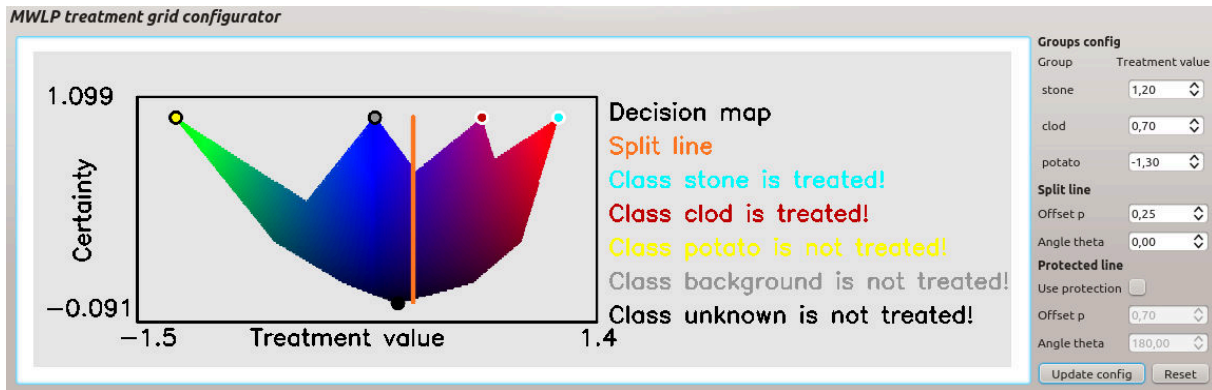 MWLP treatment grid configurator
1.099
Certainty
-0.091
-1.5
Treatment value
1.4
Decision map
Split line
Class stone is treated!
Class clod is treated!
Class potato is not treated!
Class background is not treated!
Class unknown is not treated!
Groups config
Group Treatment value
stone 1,20
clod 0,70
potato -1,30
Split line
Offset p 0,25
Angle theta 0,00
Protected line
Use protection
Offset p 0,70
Angle theta 180,00
Update config Reset